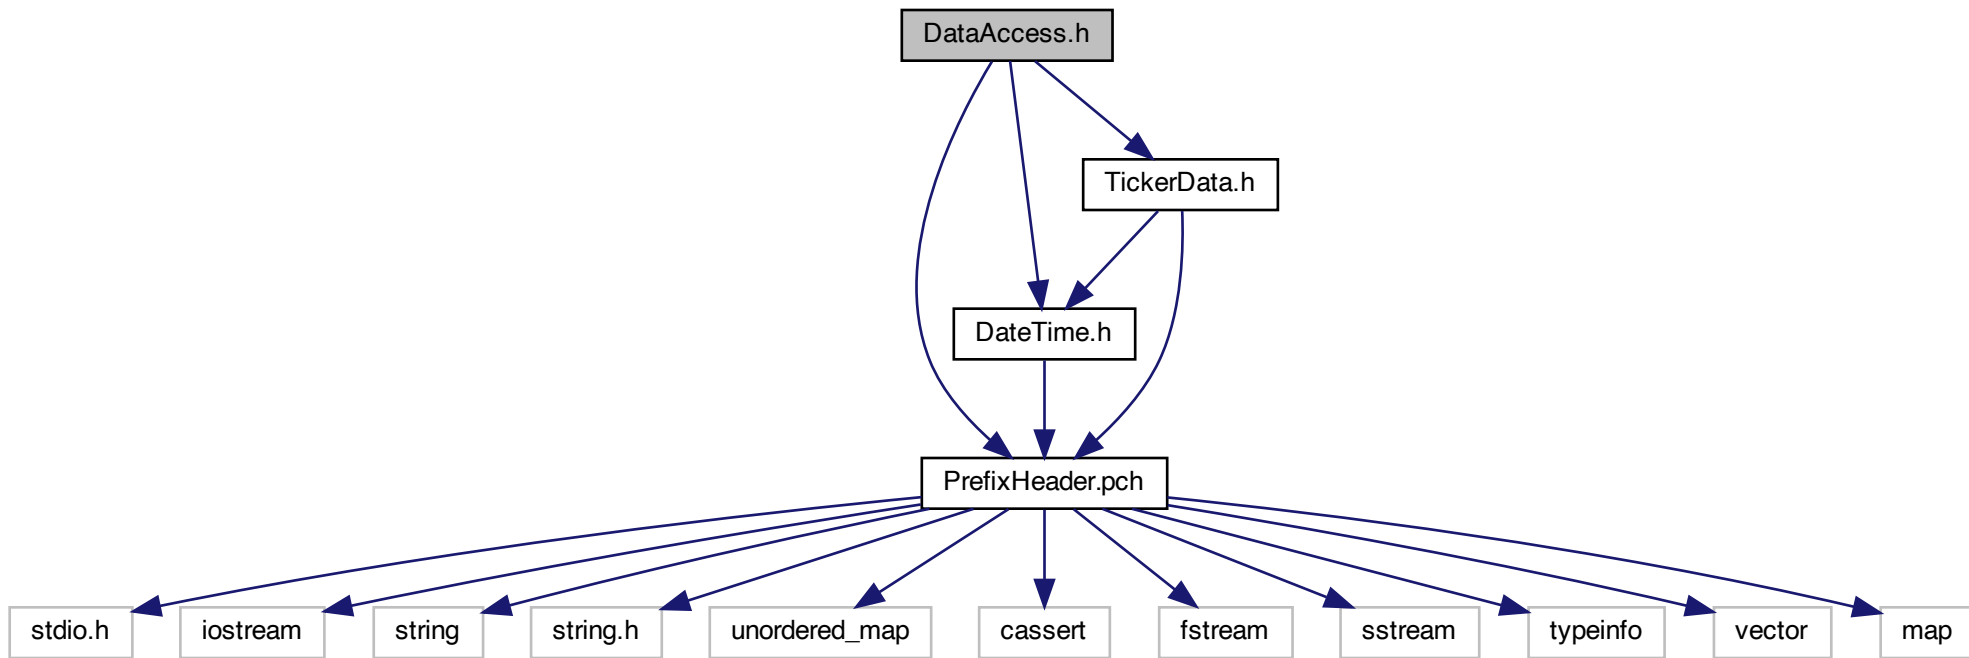 DataAccess.h
TickerData.h
DateTime.h
PrefixHeader.pch
stdio.h
iostream
string
string.h
unordered_map
cassert
fstream
sstream
typeinfo
vector
map